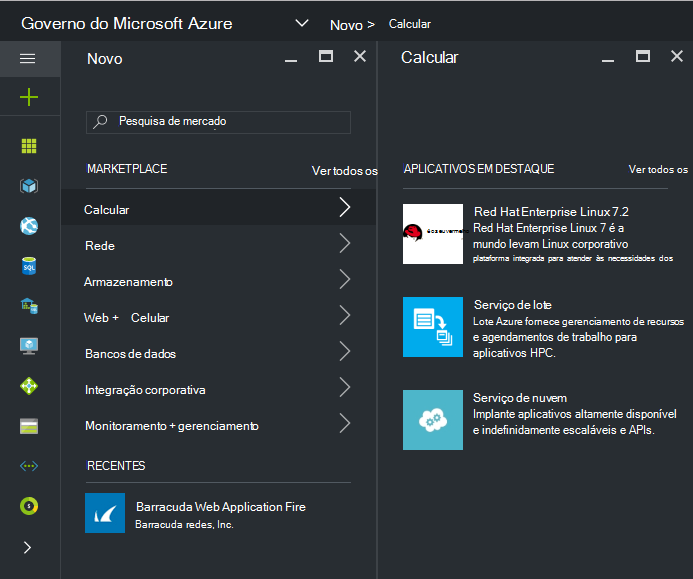 Governo do Microsoft Azure
Novo >
Calcular
Novo
Pesquisa de mercado
MARKETPLACE
Ver todos os
Calcular
Rede
Armazenamento
Web + Celular
Bancos de dados
Integração corporativa
Monitoramento + gerenciamento
RECENTES
Barracuda Web Application Fire
Barracuda redes, Inc.
SQL
Calcular
APLICATIVOS EM DESTAQUE
Ver todos os
Red Hat Enterprise Linux 7.2
Red Hat Enterprise Linux 7 é a
mundo levam Linux corporativo
plataforma integrada para atender às necessidades dos
Serviço de lote
Lote Azure fornece gerenciamento de recursos
e agendamentos de trabalho para
aplicativos HPC.
Serviço de nuvem
Implante aplicativos altamente disponível
e indefinidamente escaláveis e APIs.